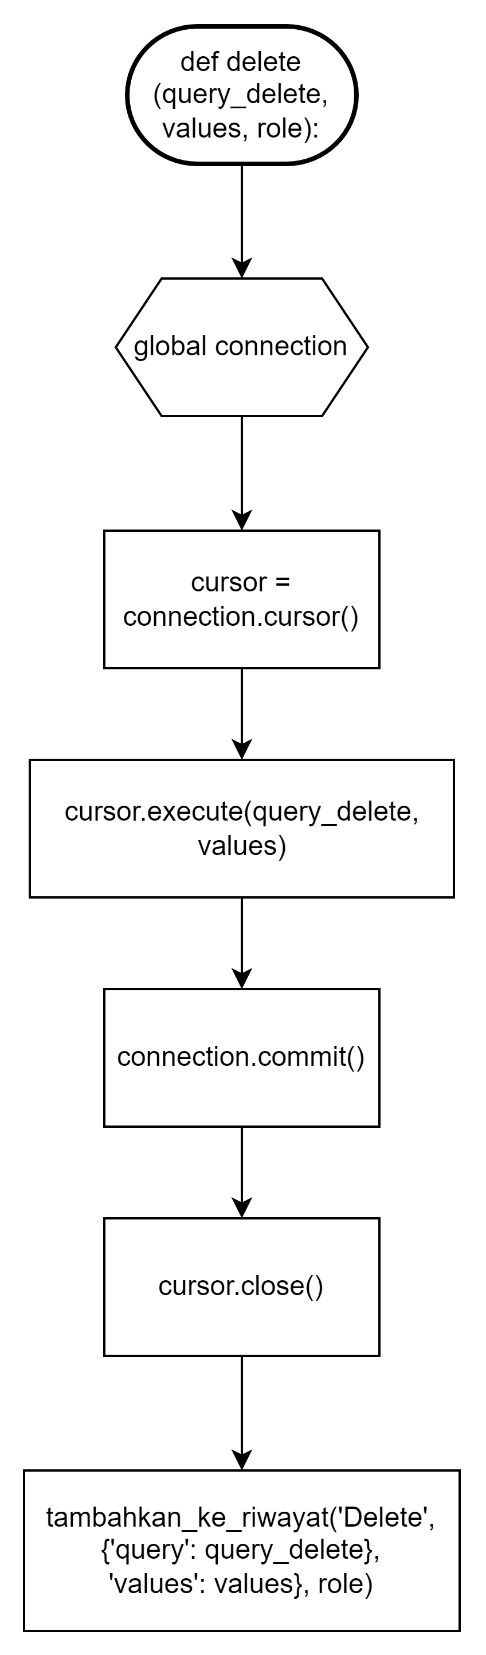 def delete
(query_delete,
values, role):
global connection
cursor =
connection.cursor()
cursor.execute(query_delete,
values)
connection.commit()
cursor.close()
tambahkan_ke_riwayat('Delete',
{'query': query_delete},
'values': values}, role)